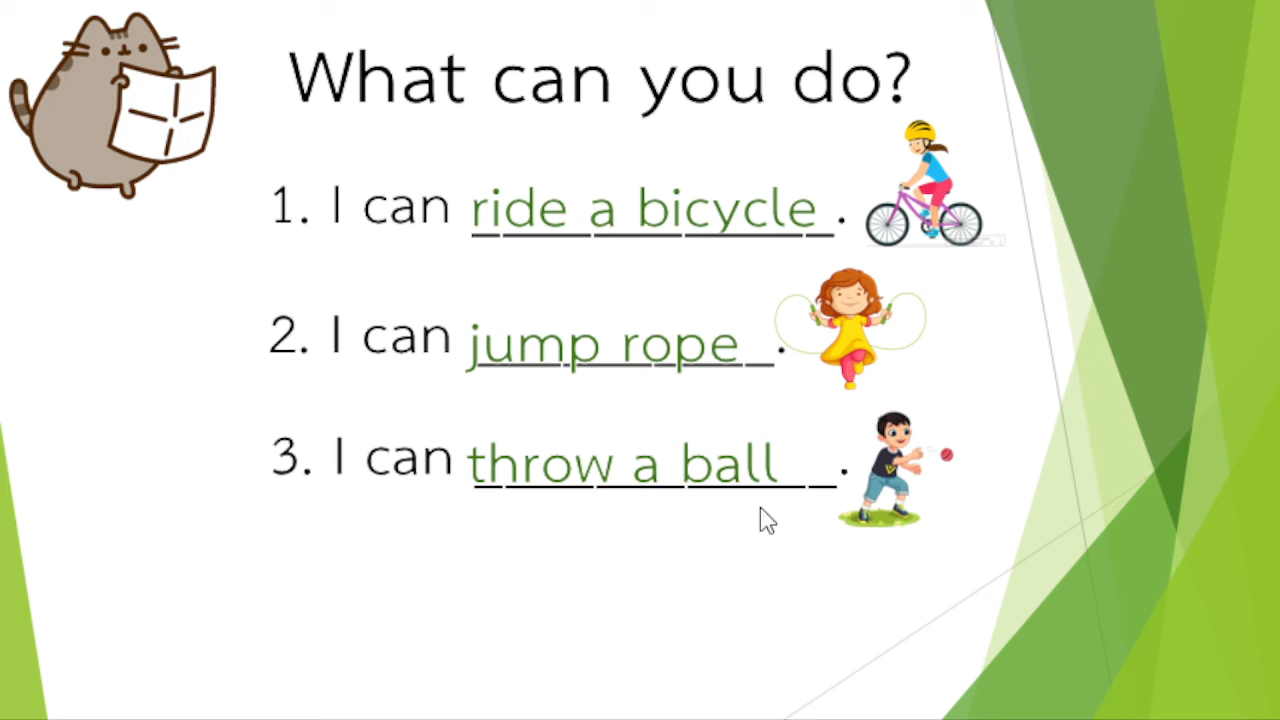 What can you do?
1. I can ride a bicycle.
2. I can jump rope.
3. I can throw a ball.